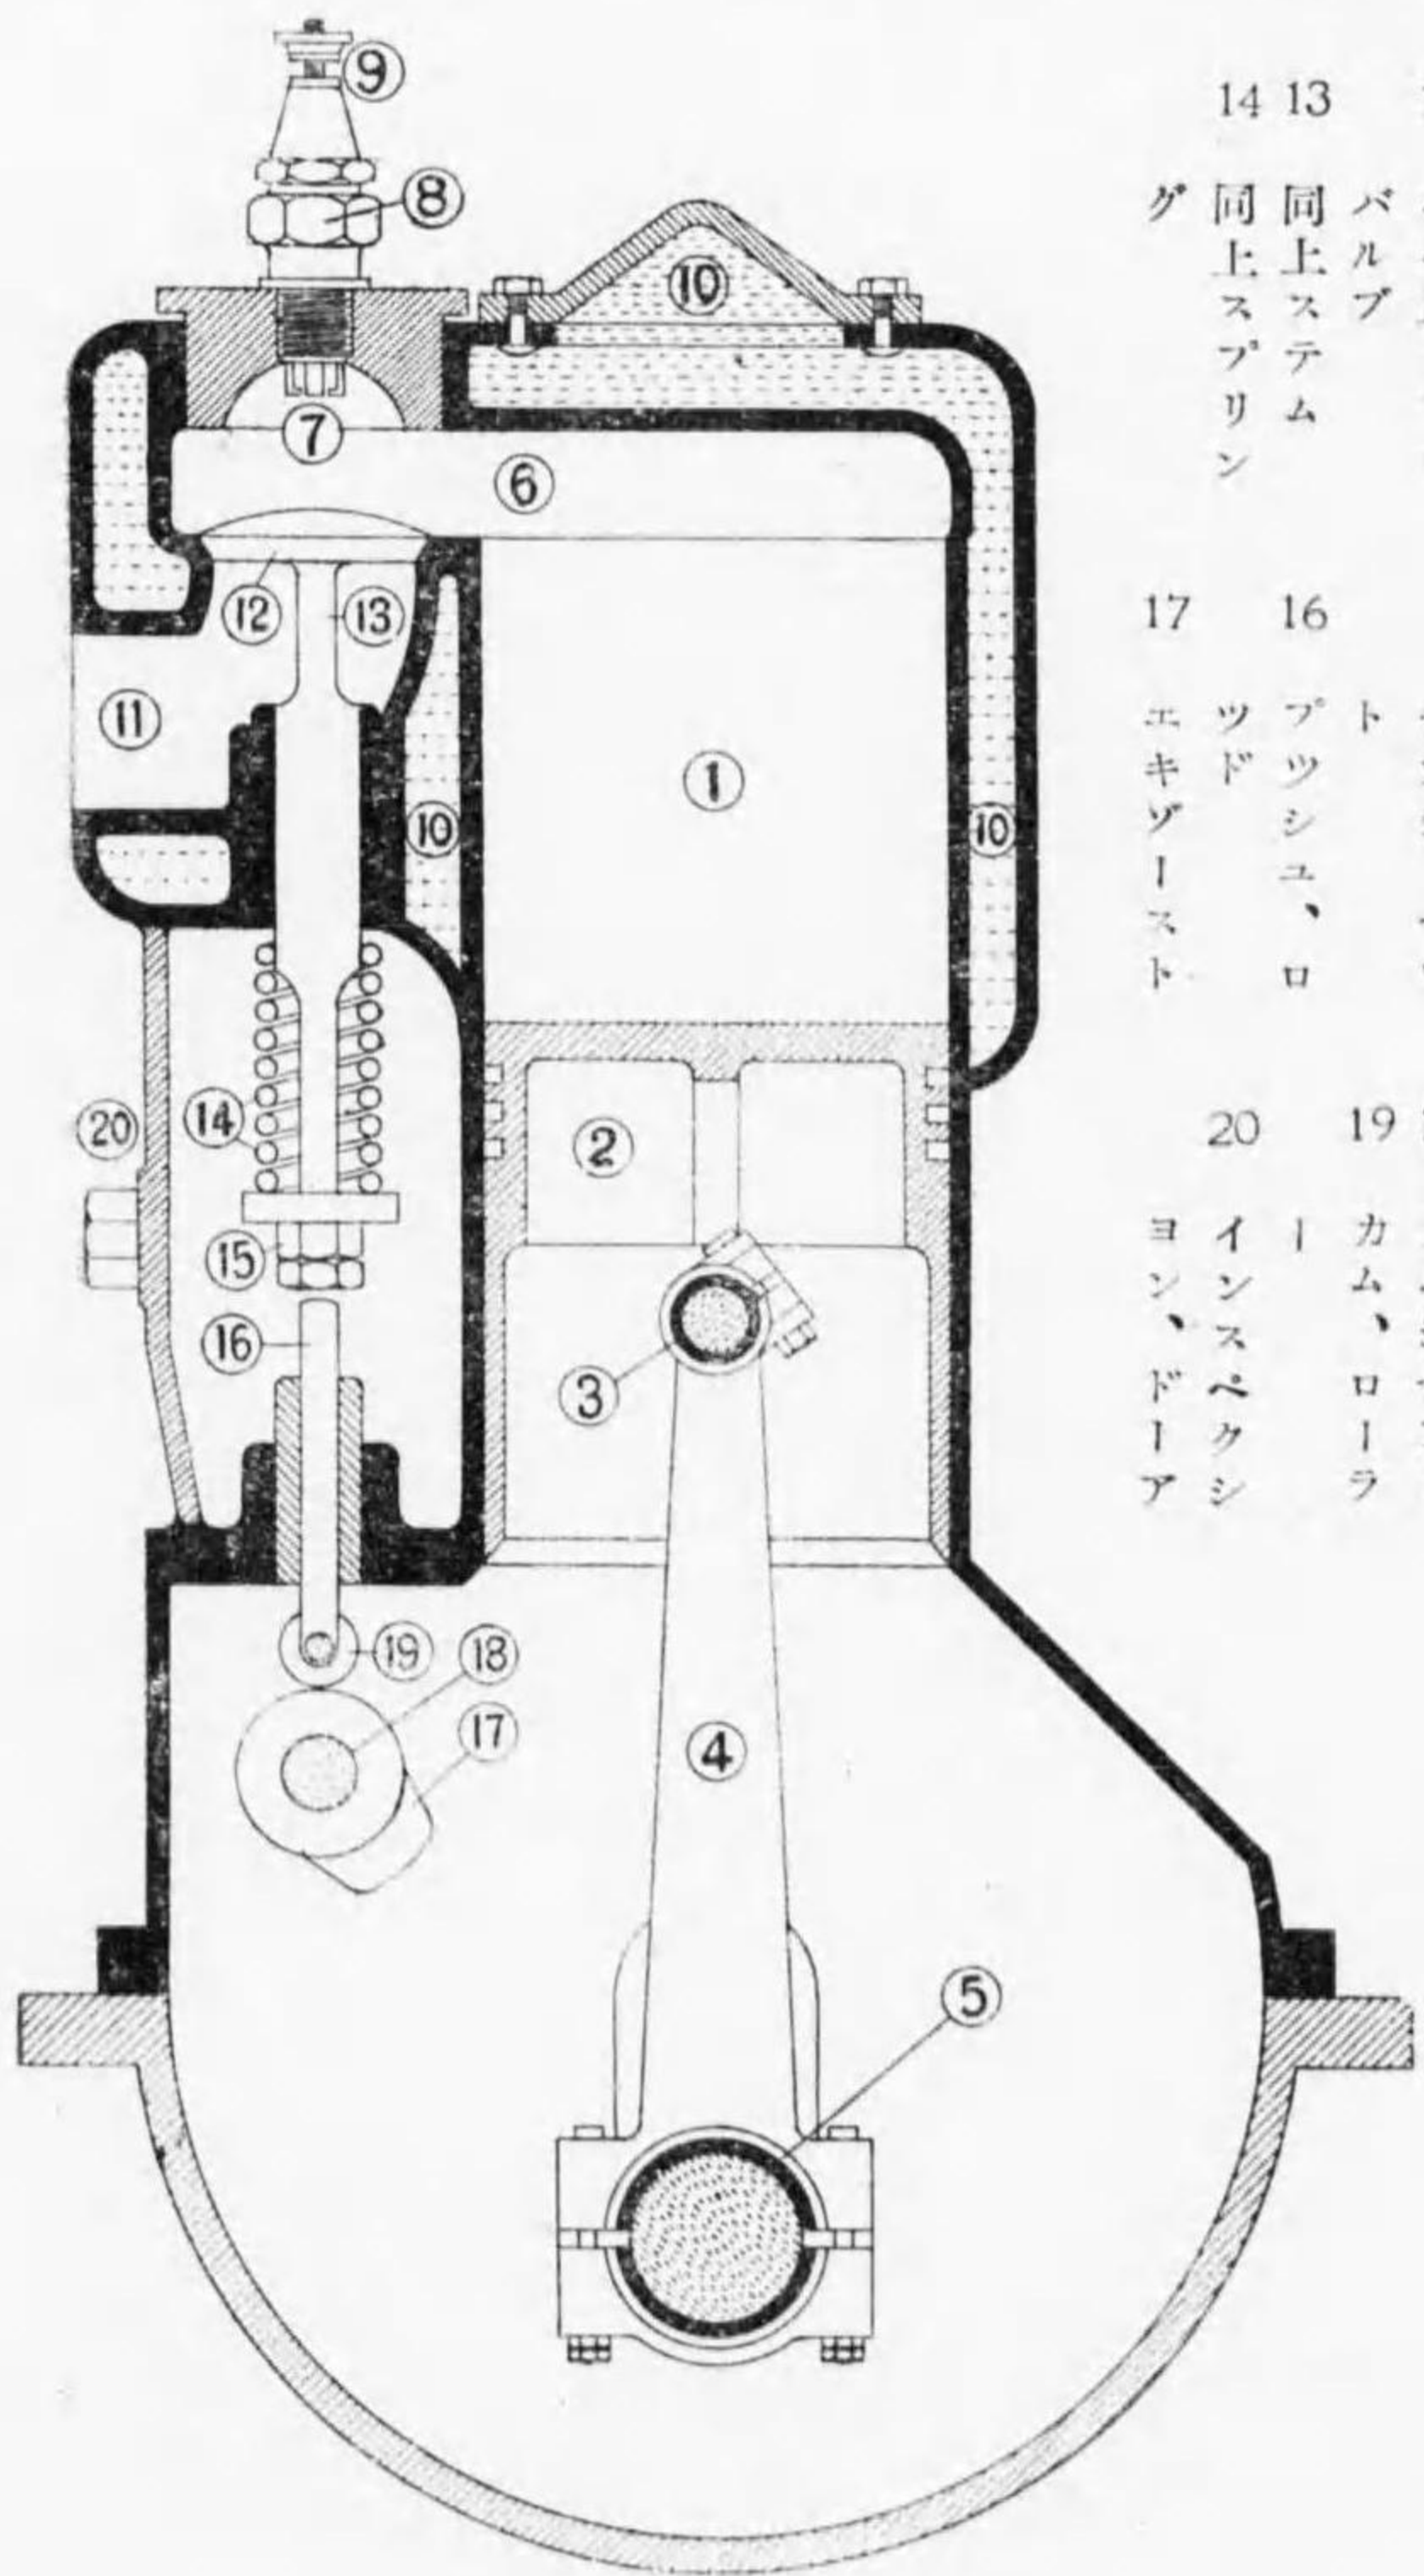 バルブ
13 同上ステム
14 同上スプリン
グ
ト
16 プツシユ、ロ
ツド
17 エキゾースト
19 カム、ローラ
ー
20 インスペクシ
ヨン、ドーア
⑨
⑧
⑩
⑦
⑥
⑫
⑬
⑪
①
⑩
⑩
②
⑳
⑭
⑮
⑯
③
⑲
⑱
⑰
④
⑤